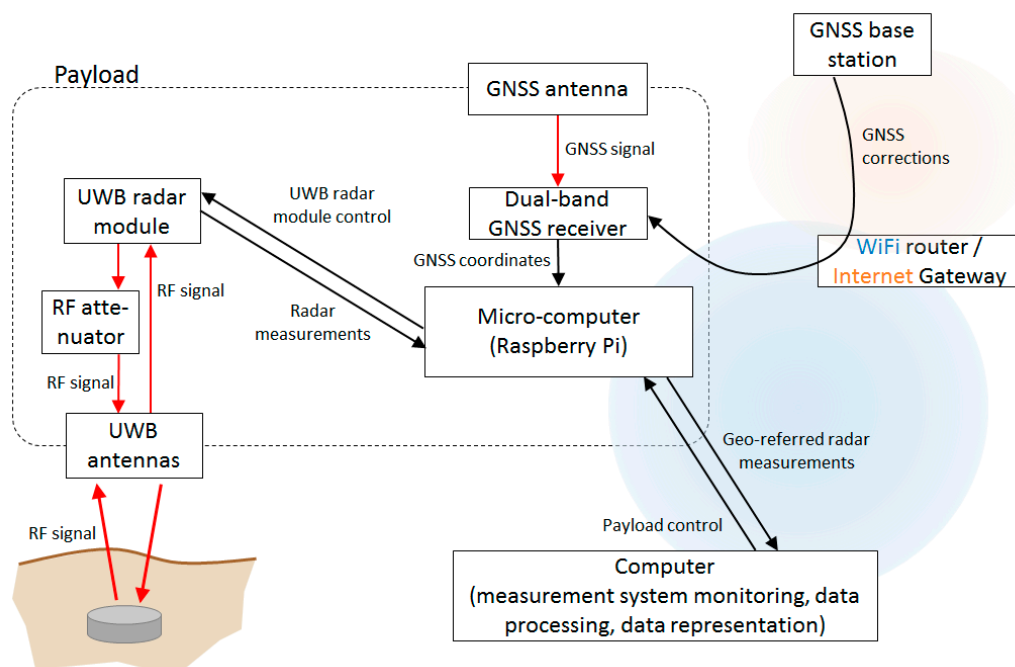 GNSS base
station
Payload
GNSS antenna
GNSS
corrections
GNSS signal
UWB radar
module
UWB radar
module control
Dual-band
GNSS receiver
WiFi router /
Internet Gateway
GNSS coordinates
RF signal
RF atte-
nuator
Radar
measurements
Micro-computer
(Raspberry Pi)
RF signal
UWB
antennas
Geo-referred radar
measurements
RF signal
Payload control
Computer
(measurement system monitoring, data
processing, data representation)